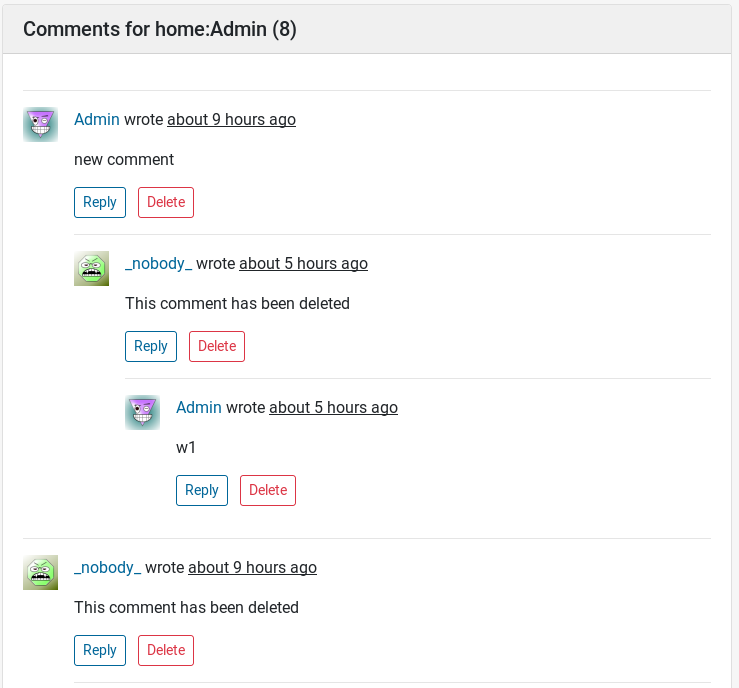 Comments for home:Admin (8)
Admin wrote about 9 hours ago
new comment
Reply Delete
_nobody_ wrote about 5 hours ago
This comment has been deleted
Reply Delete
Admin wrote about 5 hours ago
w1
Reply Delete
_nobody_ wrote about 9 hours ago
This comment has been deleted
Reply Delete